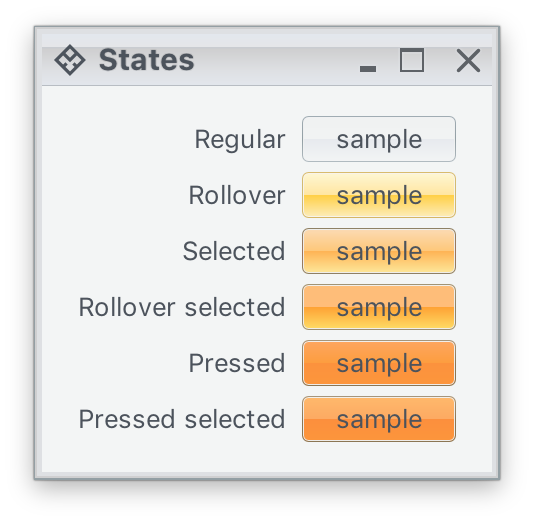 States
Regular sample
Rollover sample
Selected sample
Rollover selected sample
Pressed sample
Pressed selected sample